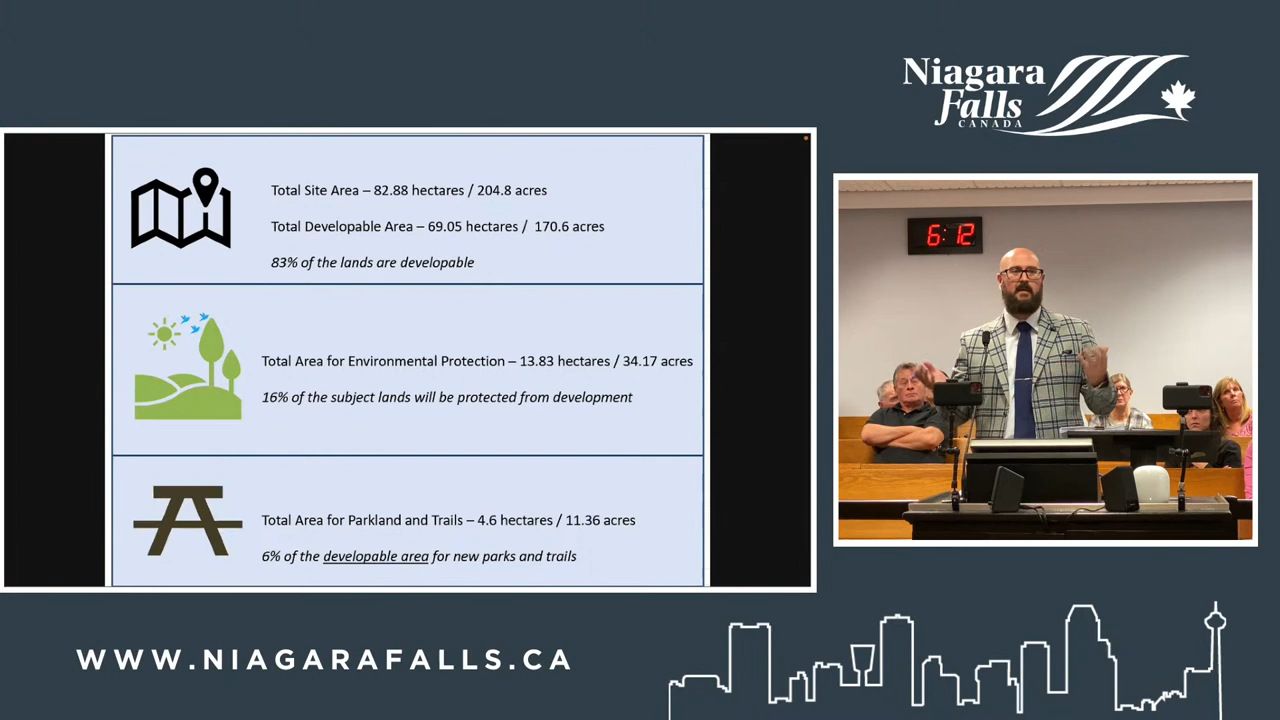 Niagara
Falls
CANADA
Total Site Area – 82.88 hectares / 204.8 acres
Total Developable Area – 69.05 hectares / 170.6 acres
83% of the lands are developable
6:12
Total Area for Environmental Protection – 13.83 hectares / 34.17 acres
16% of the subject lands will be protected from development
Total Area for Parkland and Trails – 4.6 hectares / 11.36 acres
6% of the developable area for new parks and trails
WWW.NIAGARAFALLS.CA